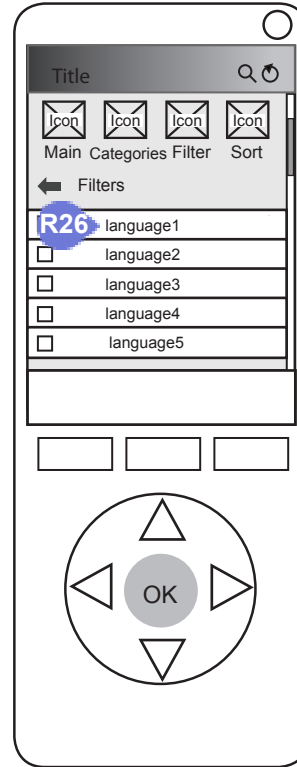 Title
Icon Icon Icon Icon
Main Categories Filter Sort
Filters
R26 language1
language2
language3
language4
language5
OK